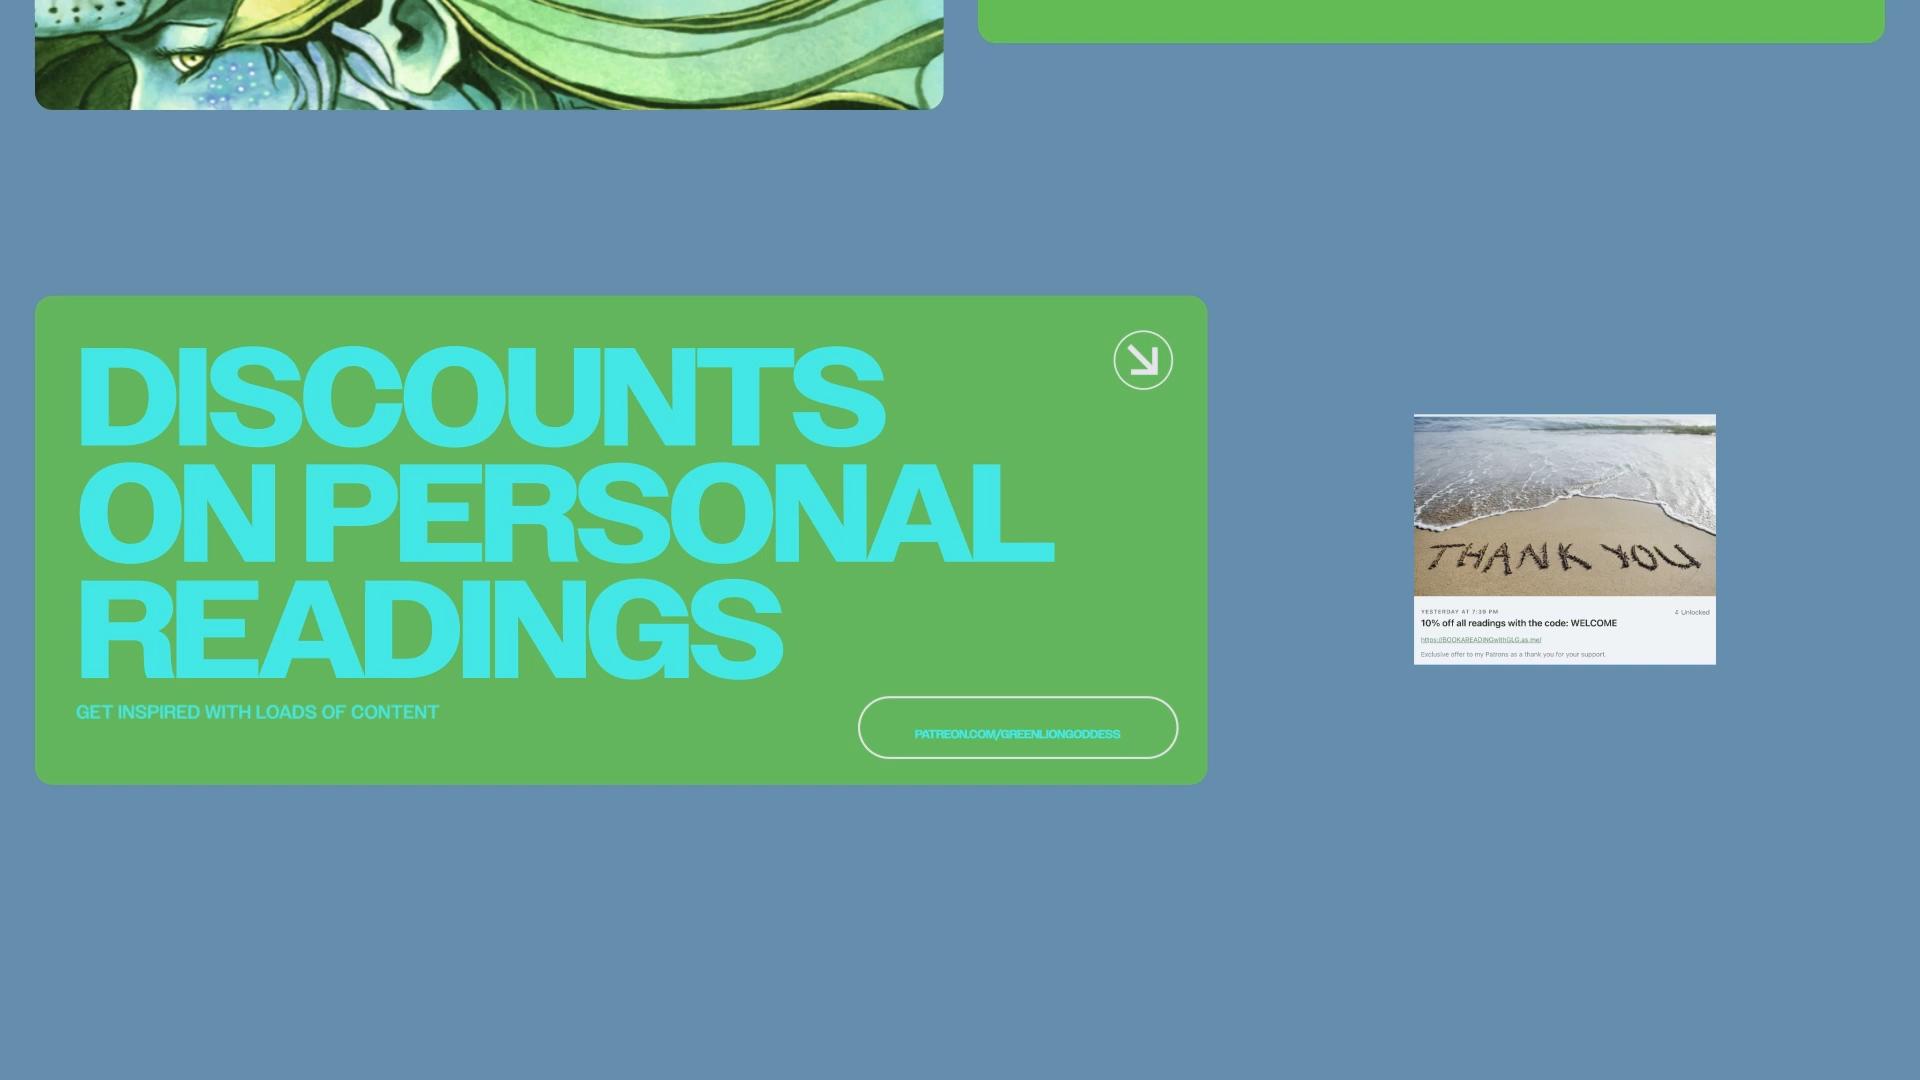 DISCOUNTS
ON PERSONAL
READINGS
GET INSPIRED WITH LOADS OF CONTENT
PATREON.COM/GREENLIONGODDESS
THANK YOU
YESTERDAY AT 7:39 PM
Unlocked
10% off all readings with the code: WELCOME
https://BOOKAREADINGwithGLG.as.me/
Exclusive offer to my Patrons as a thank you for your support.